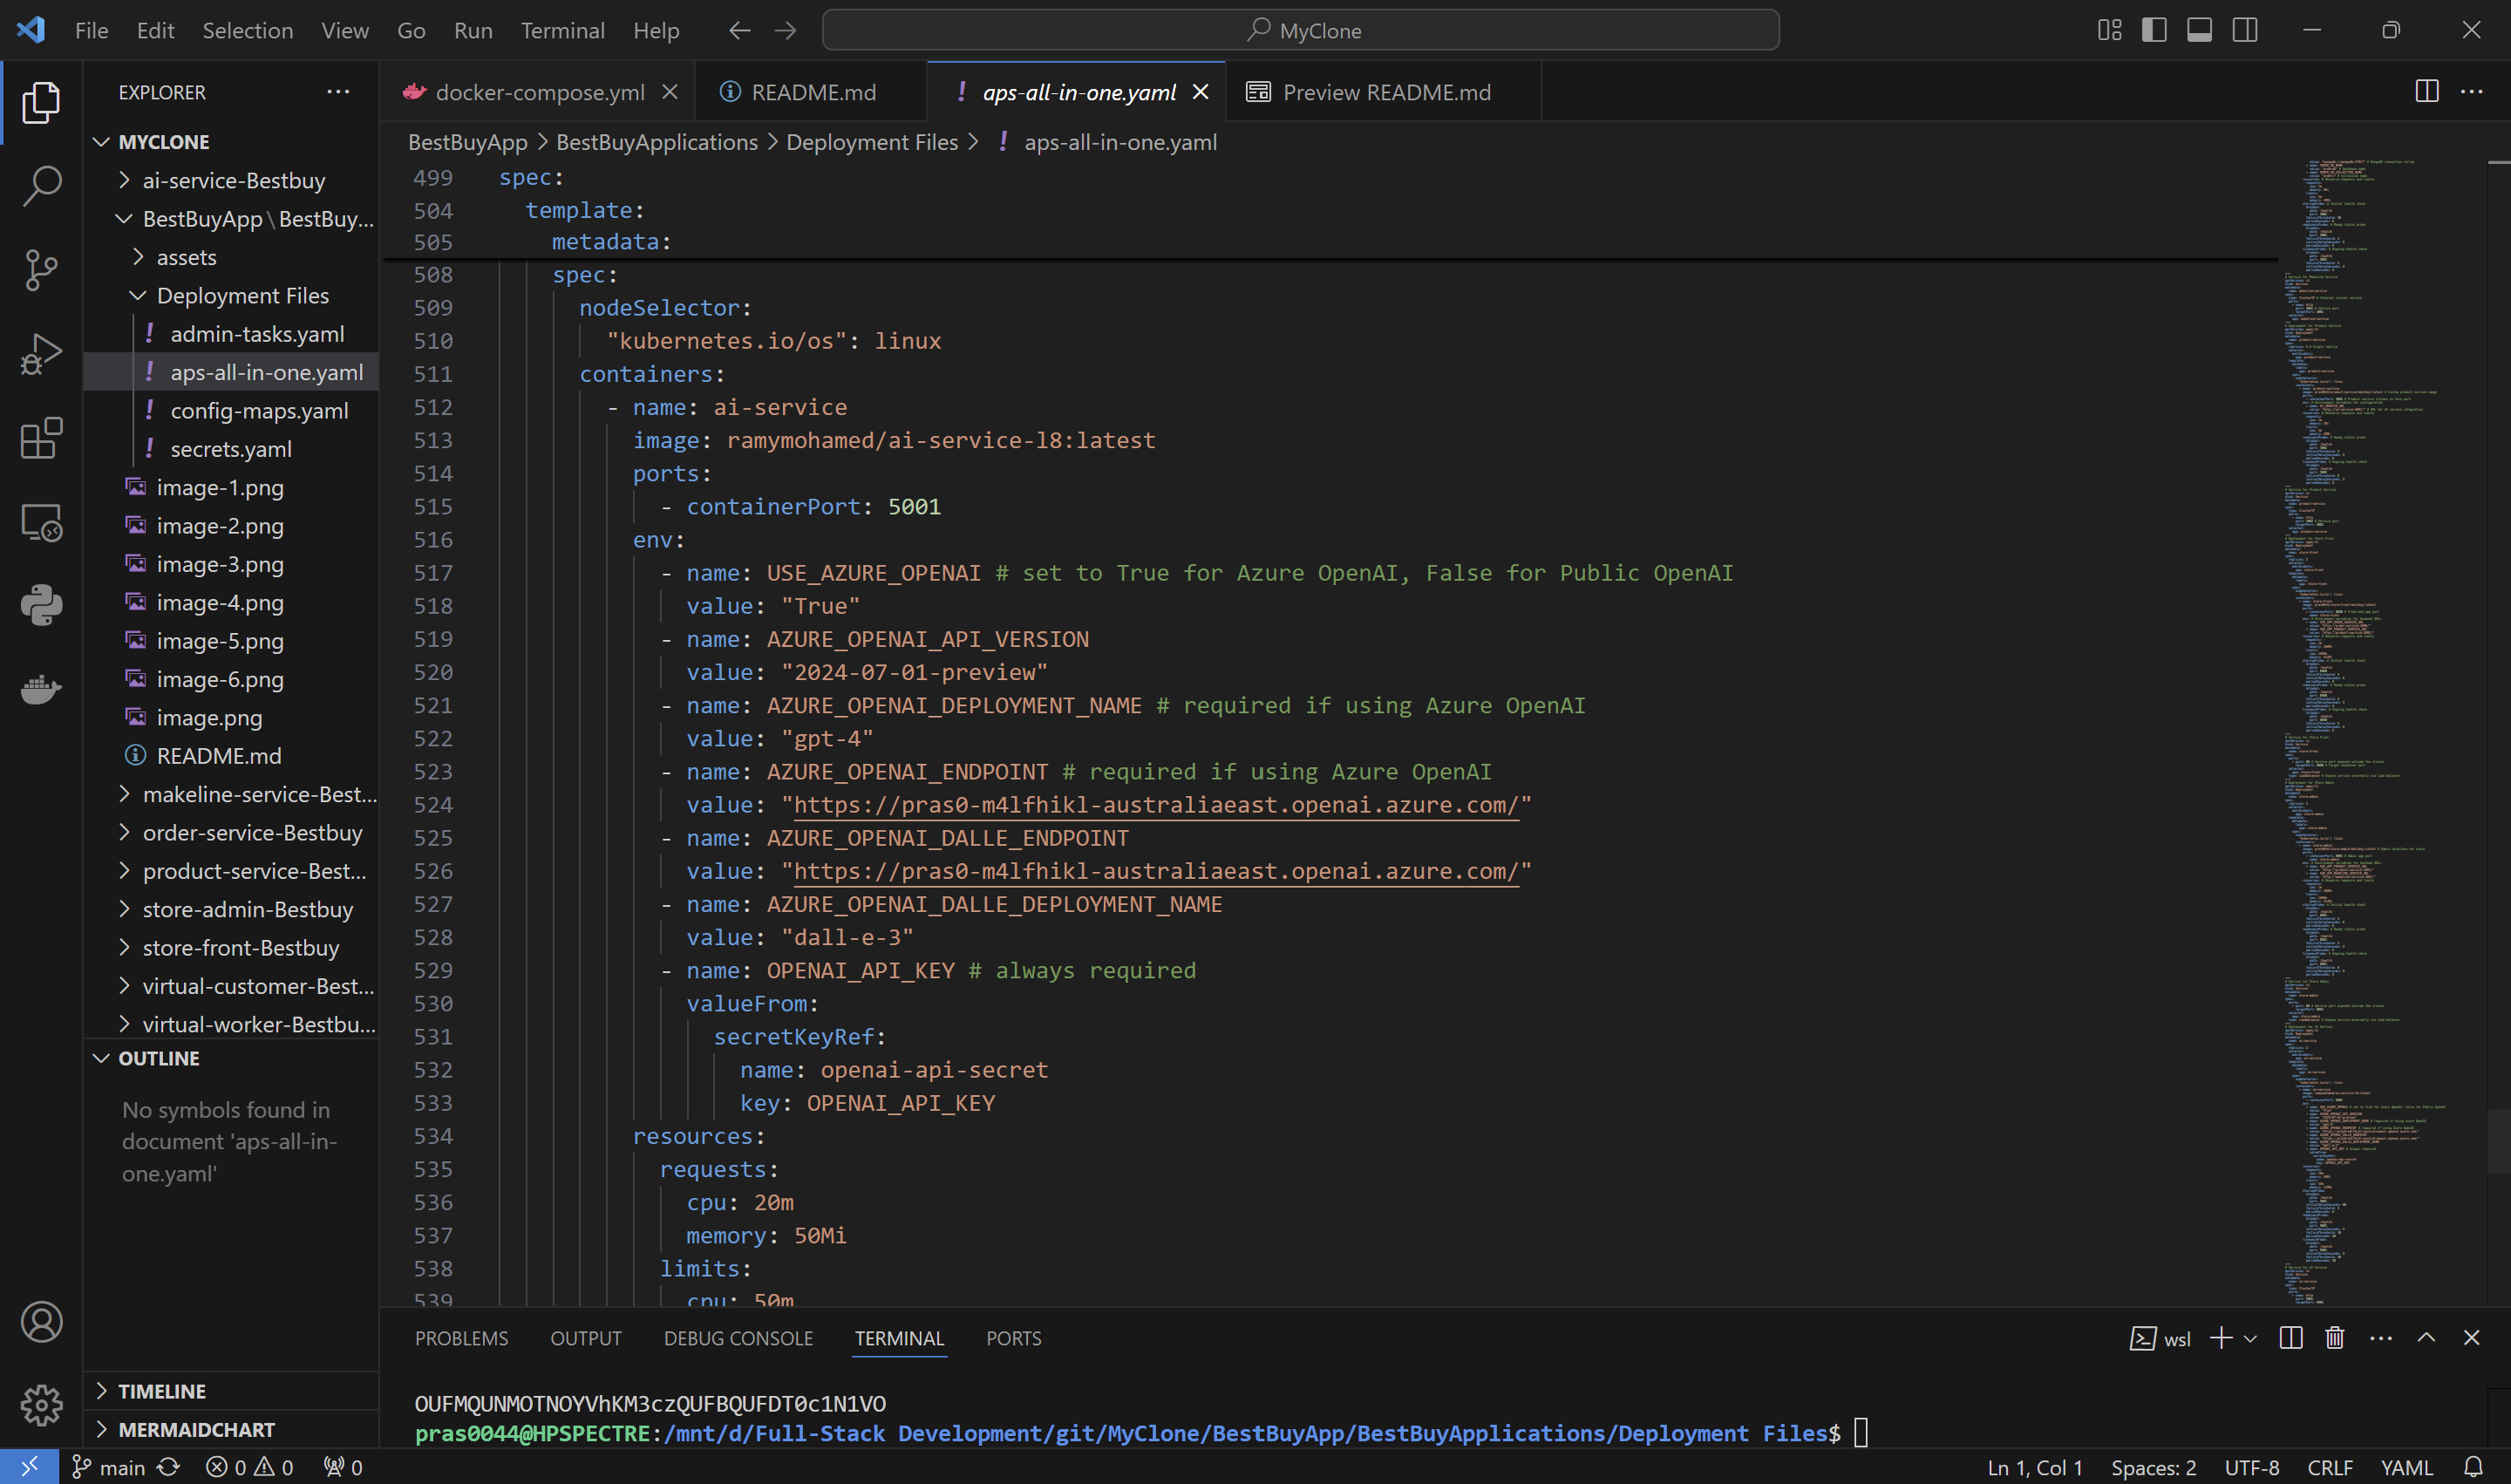 File Edit Selection View Go Run Terminal Help
MyClone
EXPLORER
MYCLONE
ai-service-Bestbuy
BestBuyApp\BestBuy...
assets
Deployment Files
admin-tasks.yaml
aps-all-in-one.yaml
config-maps.yaml
secrets.yaml
image-1.png
image-2.png
image-3.png
image-4.png
image-5.png
image-6.png
image.png
README.md
makeline-service-Best...
order-service-Bestbuy
product-service-Best...
store-admin-Bestbuy
store-front-Bestbuy
virtual-customer-Best...
virtual-worker-Bestbu...
OUTLINE
No symbols found in
document 'aps-all-in-
one.yaml'
TIMELINE
MERMAIDCHART
docker-compose.yml
README.md
aps-all-in-one.yaml
Preview README.md
BestBuyApp > BestBuyApplications > Deployment Files > aps-all-in-one.yaml
499 spec:
504 template:
505 metadata:
508 spec:
509 nodeSelector:
510 "kubernetes.io/os": linux
511 containers:
512 - name: ai-service
513 image: ramymohamed/ai-service-l8:latest
514 ports:
515 - containerPort: 5001
516 env:
517 - name: USE_AZURE_OPENAI # set to True for Azure OpenAI, False for Public OpenAI
518 value: "True"
519 - name: AZURE_OPENAI_API_VERSION
520 value: "2024-07-01-preview"
521 - name: AZURE_OPENAI_DEPLOYMENT_NAME # required if using Azure OpenAI
522 value: "gpt-4"
523 - name: AZURE_OPENAI_ENDPOINT # required if using Azure OpenAI
524 value: "https://pras0-m4lfhikl-australiaeast.openai.azure.com/"
525 - name: AZURE_OPENAI_DALLE_ENDPOINT
526 value: "https://pras0-m4lfhikl-australiaeast.openai.azure.com/"
527 - name: AZURE_OPENAI_DALLE_DEPLOYMENT_NAME
528 value: "dall-e-3"
529 - name: OPENAI_API_KEY # always required
530 valueFrom:
531 secretKeyRef:
532 name: openai-api-secret
533 key: OPENAI_API_KEY
534 resources:
535 requests:
536 cpu: 20m
537 memory: 50Mi
538 limits:
539 cpu: 50m
PROBLEMS OUTPUT DEBUG CONSOLE TERMINAL PORTS
wsl
OUFMQUNMOTNOYVhKM3czQUFBQUFDT0c1N1VO
pras0044@HPSPECTRE:/mnt/d/Full-Stack Development/git/MyClone/BestBuyApp/BestBuyApplications/Deployment Files$
main 0 0 0
Ln 1, Col 1 Spaces: 2 UTF-8 CRLF YAML